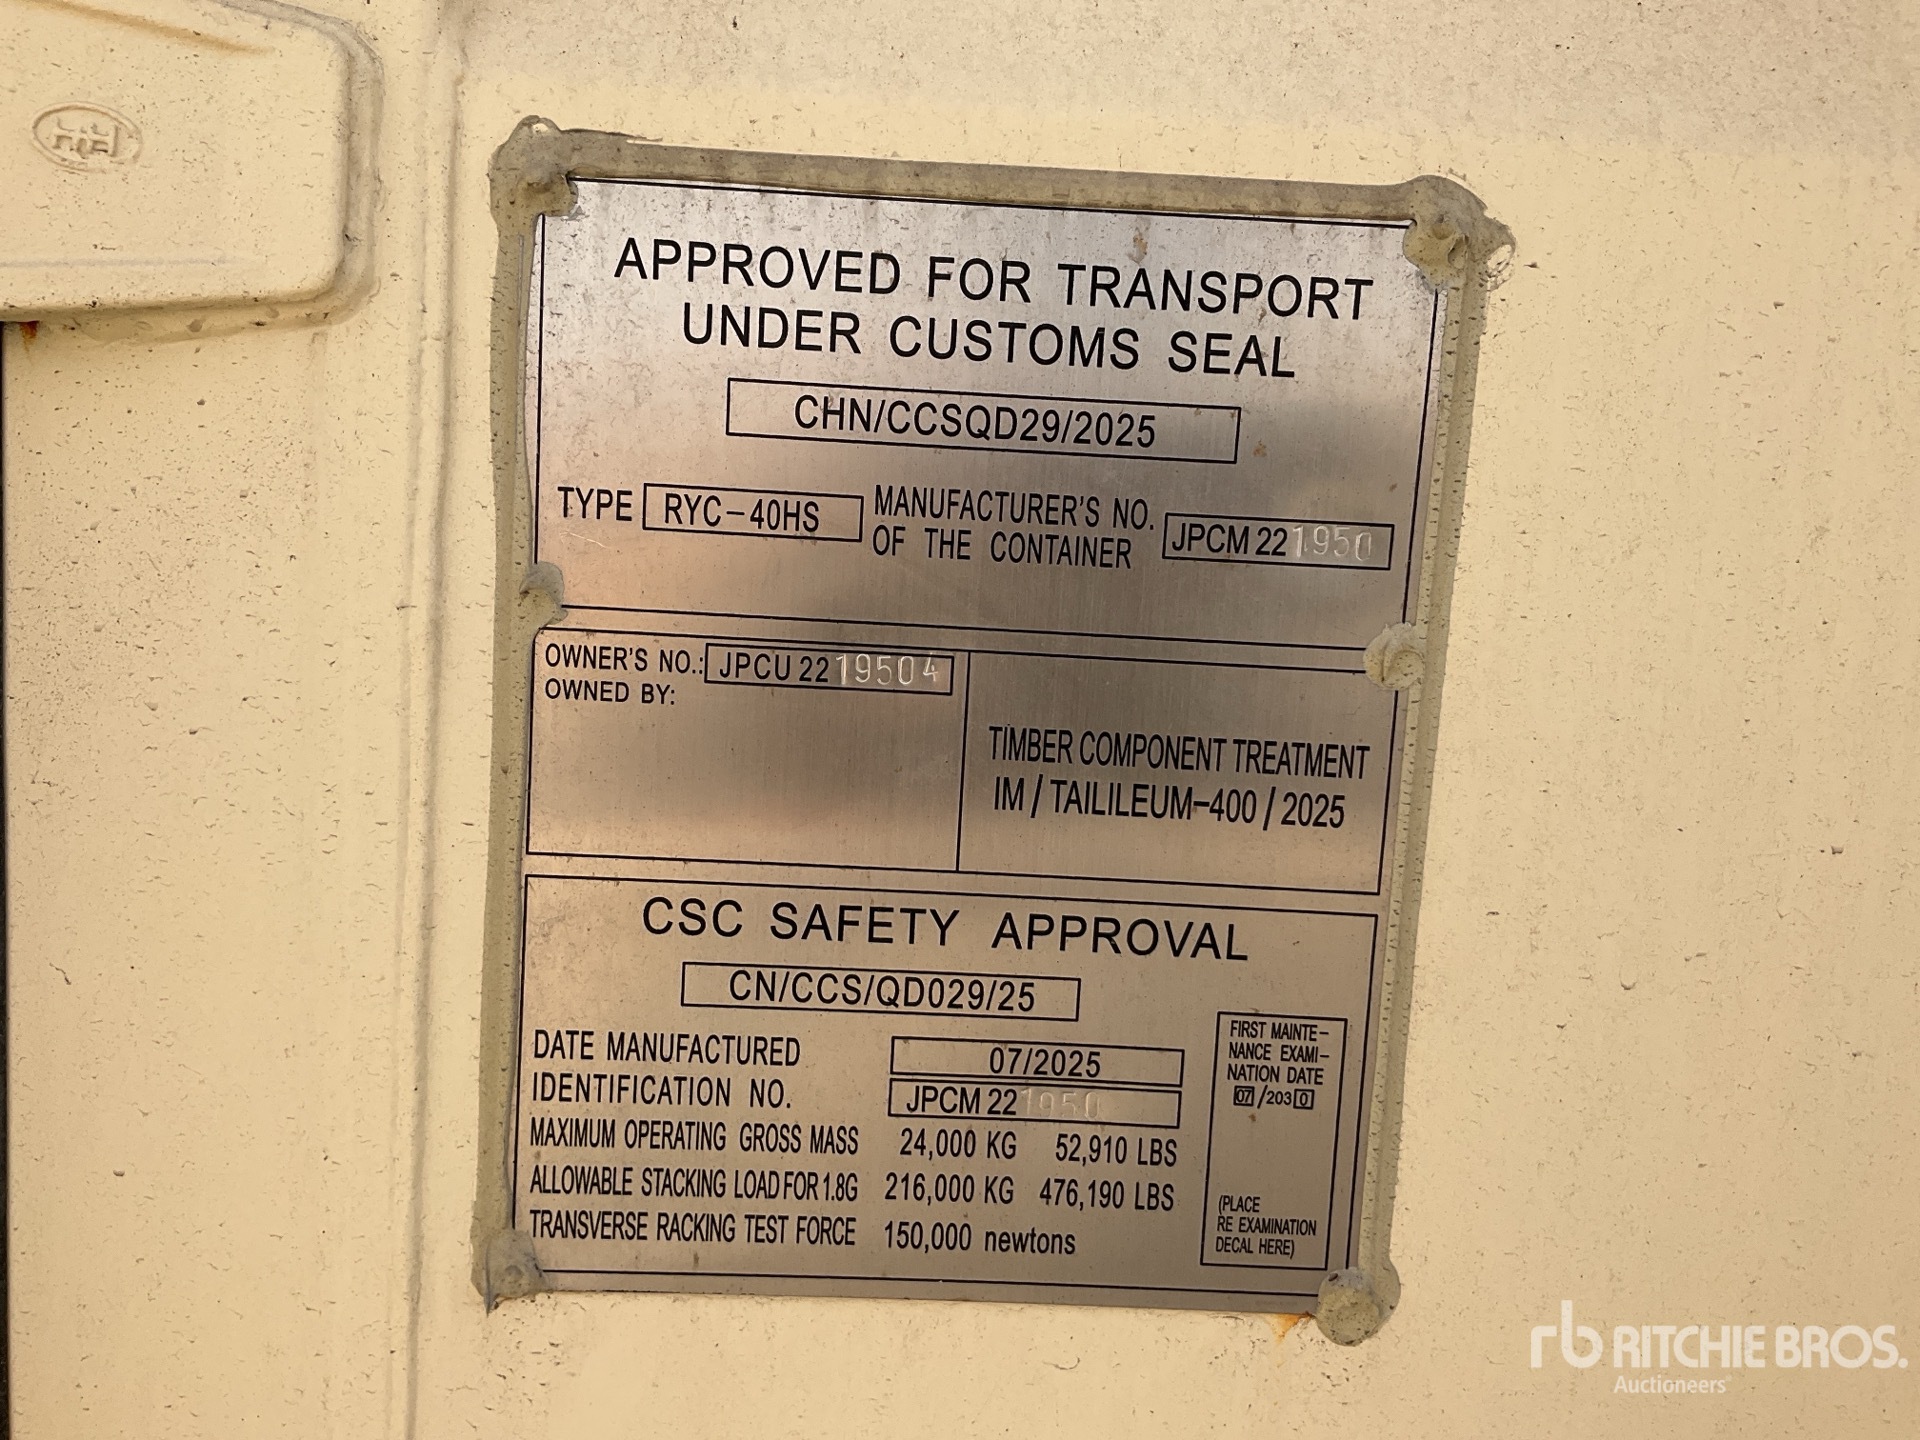 APPROVED FOR TRANSPORT
UNDER CUSTOMS SEAL
CHN/CCSQD29/2025
TYPE RYC-40HS MANUFACTURER'S NO. OF THE CONTAINER JPCM 221950
OWNER'S NO.: JPCU 2219504
OWNED BY:
TIMBER COMPONENT TREATMENT
IM / TAILILEUM-400 / 2025
CSC SAFETY APPROVAL
CN/CCS/QD029/25
DATE MANUFACTURED 07/2025
IDENTIFICATION NO. JPCM 221950
MAXIMUM OPERATING GROSS MASS 24,000 KG 52,910 LBS
ALLOWABLE STACKING LOAD FOR 1.8G 216,000 KG 476,190 LBS
TRANSVERSE RACKING TEST FORCE 150,000 newtons
FIRST MAINTE-
NANCE EXAMI-
NATION DATE
07/2030
(PLACE
RE EXAMINATION
DECAL HERE)
rb RITCHIE BROS.
Auctioneers